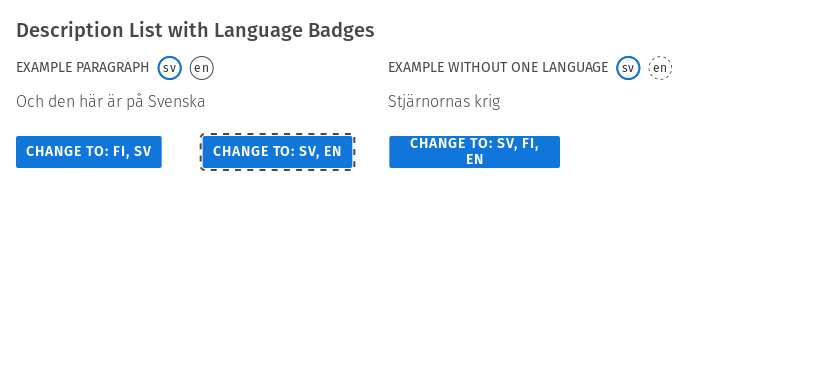 Description List with Language Badges
EXAMPLE PARAGRAPH sv en
EXAMPLE WITHOUT ONE LANGUAGE sv en
Och den här är på Svenska
Stjärnornas krig
CHANGE TO: FI, SV
CHANGE TO: SV, EN
CHANGE TO: SV, FI,
EN